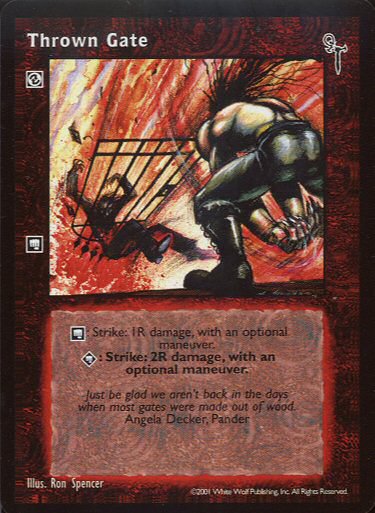 Thrown Gate
: Strike: 1R damage, with an optional
maneuver.
: Strike: 2R damage, with an
optional maneuver.
Just be glad we aren't back in the days
when most gates were made out of wood.
Angela Decker, Pander
Illus. Ron Spencer
©2001 White Wolf Publishing, Inc. All Rights Reserved.